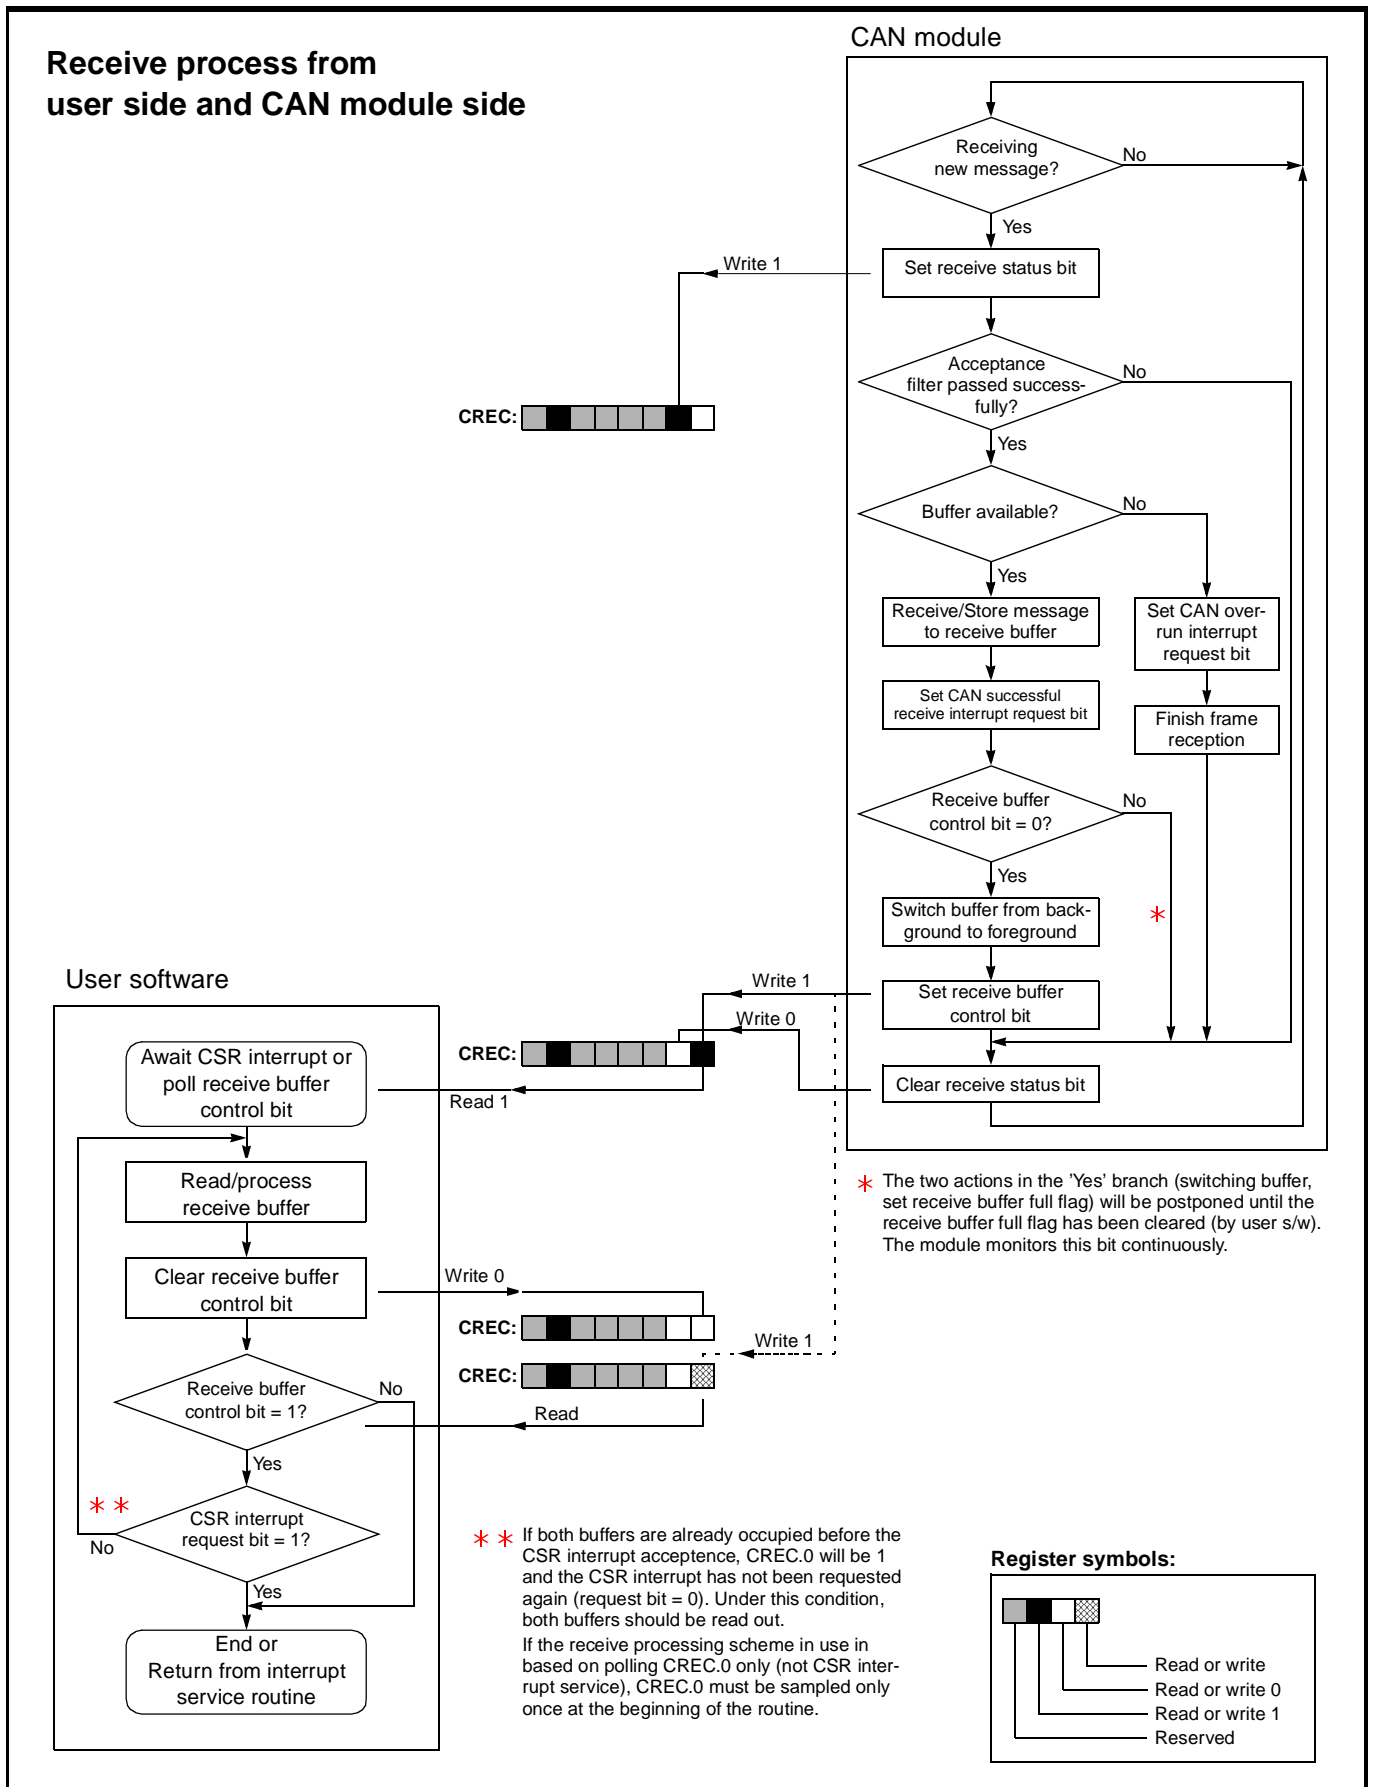 Receive process from
user side and CAN module side
CAN module
Receiving
new message?
No
Yes
Write 1
Set receive status bit
Acceptance
filter passed success-
fully?
No
CREC:
Yes
Buffer available?
No
Yes
Receive/Store message
to receive buffer
Set CAN over-
run interrupt
request bit
Set CAN successful
receive interrupt request bit
Finish frame
reception
Receive buffer
control bit = 0?
No
Yes
Switch buffer from back-
ground to foreground
*
User software
Write 1
Set receive buffer
control bit
Write 0
CREC:
Await CSR interrupt or
poll receive buffer
control bit
Read 1
Clear receive status bit
* The two actions in the 'Yes' branch (switching buffer,
set receive buffer full flag) will be postponed until the
receive buffer full flag has been cleared (by user s/w).
The module monitors this bit continuously.
Read/process
receive buffer
Clear receive buffer
control bit
Write 0
CREC:
Write 1
CREC:
Receive buffer
control bit = 1?
No
Read
Yes
* *
CSR interrupt
request bit = 1?
No
Yes
End or
Return from interrupt
service routine
* * If both buffers are already occupied before the
CSR interrupt acceptence, CREC.0 will be 1
and the CSR interrupt has not been requested
again (request bit = 0). Under this condition,
both buffers should be read out.
If the receive processing scheme in use in
based on polling CREC.0 only (not CSR inter-
rupt service), CREC.0 must be sampled only
once at the beginning of the routine.
Register symbols:
Read or write
Read or write 0
Read or write 1
Reserved